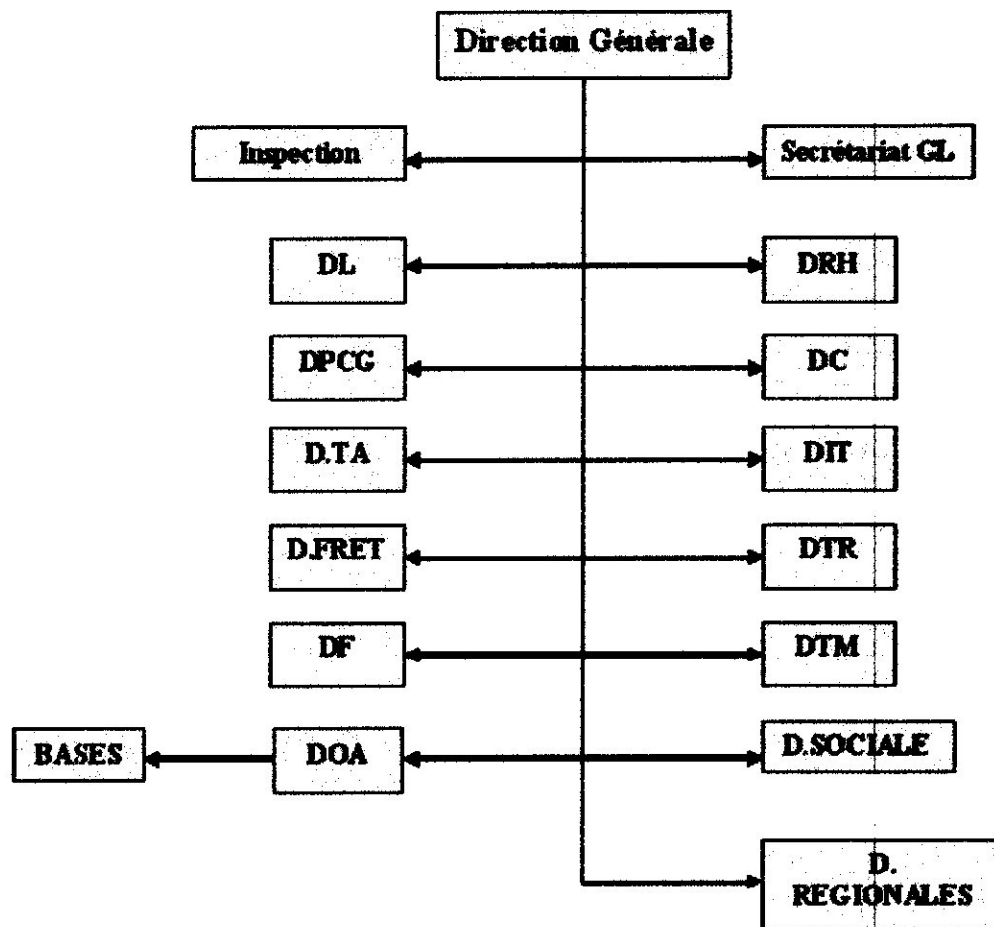 Direction Générale
Inspection
Secrétariat GL
DL
DRH
DPCG
DC
D.TA
DIT
D.FRET
DTR
DF
DTM
BASES
DOA
D.SOCIALE
D.
REGIONALES